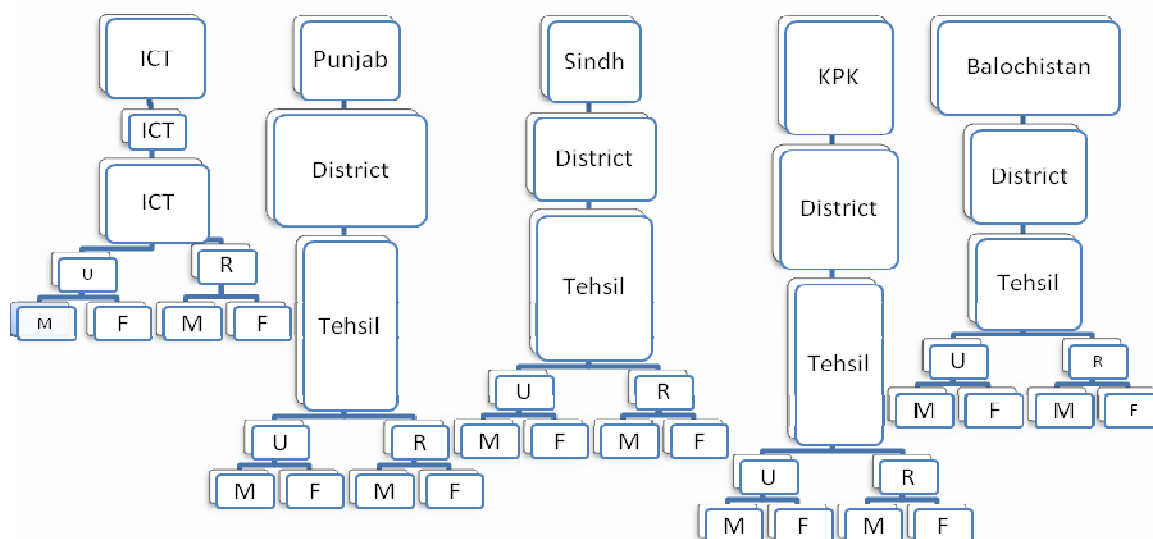 ICT
ICT
ICT
U
R
M
F
M
F
Punjab
District
Tehsil
U
R
M
F
M
F
Sindh
District
Tehsil
U
R
M
F
M
F
KPK
District
Tehsil
U
R
M
F
M
F
Balochistan
District
Tehsil
U
R
M
F
M
F